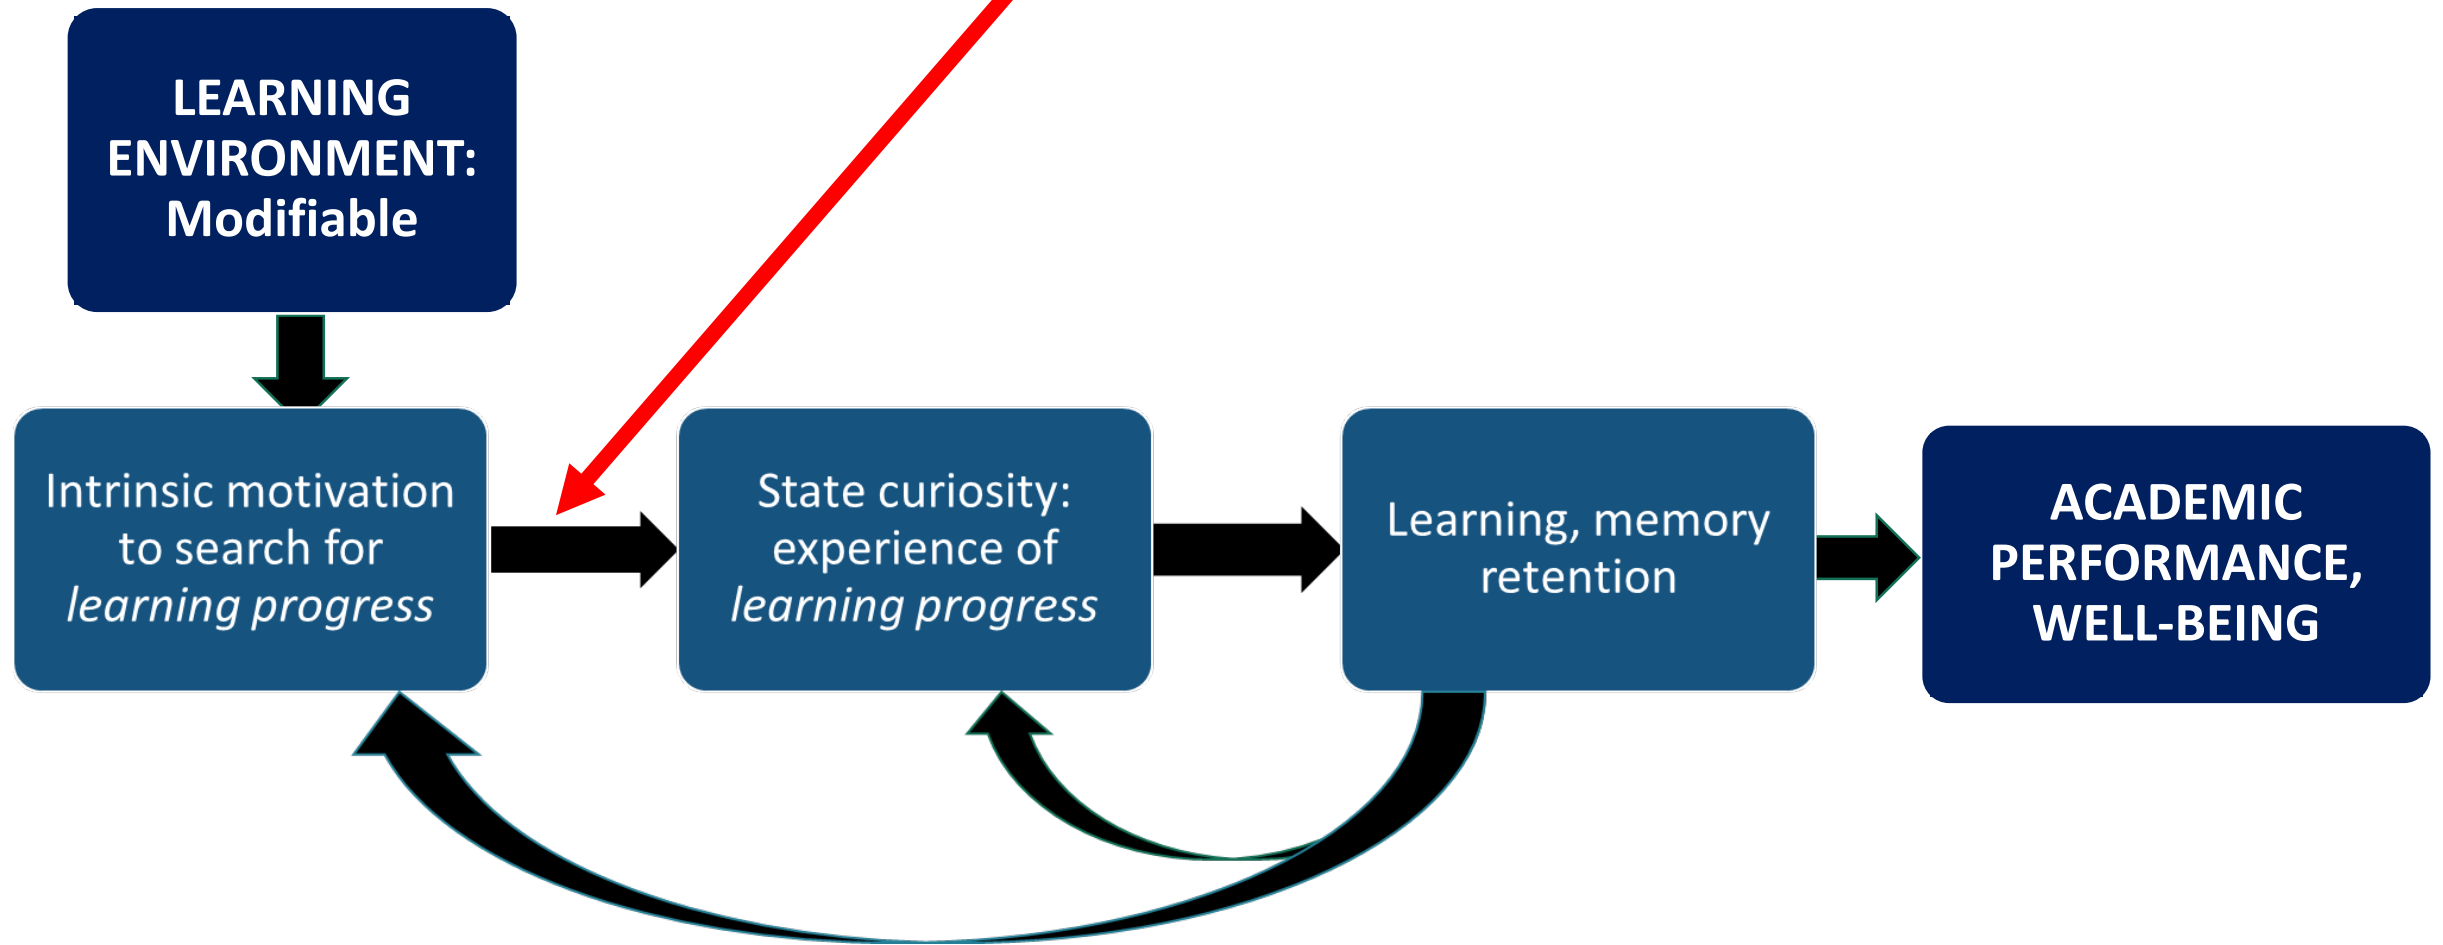 LEARNING
ENVIRONMENT:
Modifiable
Intrinsic motivation
to search for
learning progress
State curiosity:
experience of
learning progress
Learning, memory
retention
ACADEMIC
PERFORMANCE,
WELL-BEING